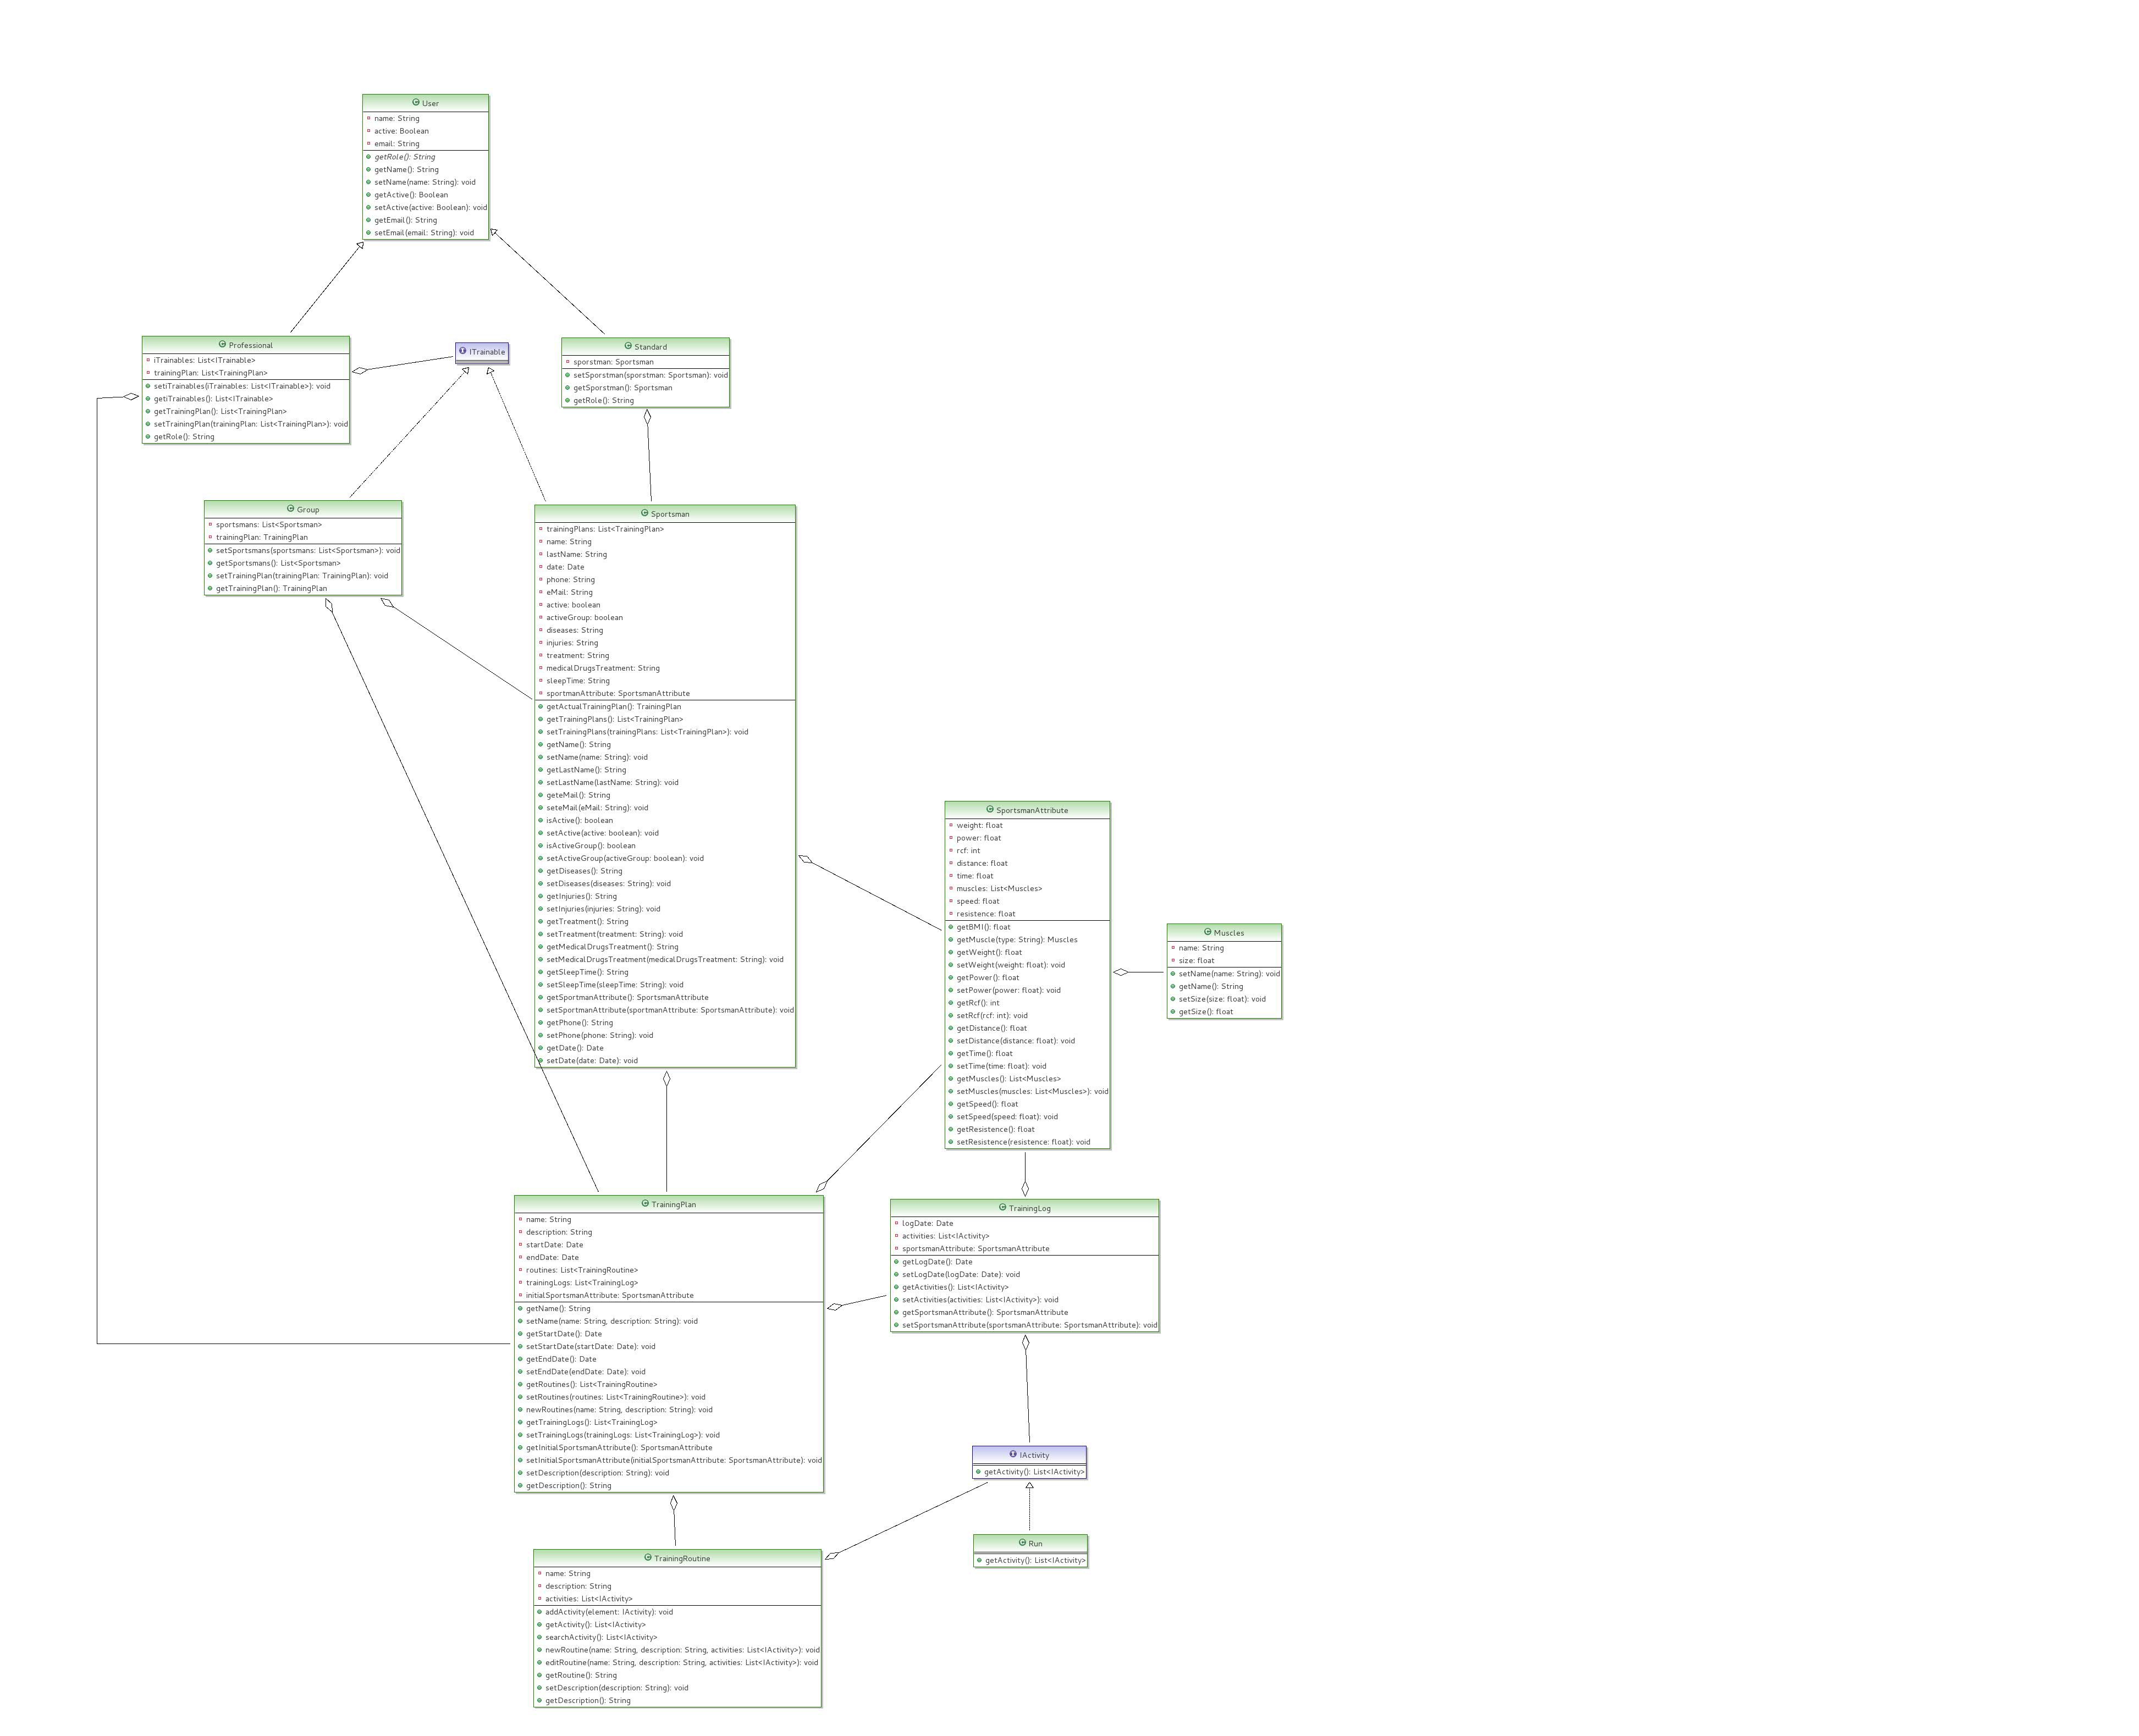 User
name: String
active: Boolean
email: String
getRole(): String
getName(): String
setName(name: String): void
getActive(): Boolean
setActive(active: Boolean): void
getEmail(): String
setEmail(email: String): void
Professional
iTrainables: List<ITrainable>
trainingPlan: List<TrainingPlan>
setiTrainables(iTrainables: List<ITrainable>): void
getiTrainables(): List<ITrainable>
getTrainingPlan(): List<TrainingPlan>
setTrainingPlan(trainingPlan: List<TrainingPlan>): void
getRole(): String
ITrainable
Standard
sporstman: Sportsman
setSporstman(sporstman: Sportsman): void
getSporstman(): Sportsman
getRole(): String
Group
sportsmans: List<Sportsman>
trainingPlan: TrainingPlan
setSportsmans(sportsmans: List<Sportsman>): void
getSportsmans(): List<Sportsman>
setTrainingPlan(trainingPlan: TrainingPlan): void
getTrainingPlan(): TrainingPlan
Sportsman
trainingPlans: List<TrainingPlan>
name: String
lastName: String
date: Date
phone: String
eMail: String
active: boolean
activeGroup: boolean
diseases: String
injuries: String
treatment: String
medicalDrugsTreatment: String
sleepTime: String
sportmanAttribute: SportsmanAttribute
getActualTrainingPlan(): TrainingPlan
getTrainingPlans(): List<TrainingPlan>
setTrainingPlans(trainingPlans: List<TrainingPlan>): void
getName(): String
setName(name: String): void
getLastName(): String
setLastName(lastName: String): void
geteMail(): String
seteMail(eMail: String): void
isActive(): boolean
setActive(active: boolean): void
isActiveGroup(): boolean
setActiveGroup(activeGroup: boolean): void
getDiseases(): String
setDiseases(diseases: String): void
getInjuries(): String
setInjuries(injuries: String): void
getTreatment(): String
setTreatment(treatment: String): void
getMedicalDrugsTreatment(): String
setMedicalDrugsTreatment(medicalDrugsTreatment: String): void
getSleepTime(): String
setSleepTime(sleepTime: String): void
getSportmanAttribute(): SportsmanAttribute
setSportmanAttribute(sportmanAttribute: SportsmanAttribute): void
getPhone(): String
setPhone(phone: String): void
getDate(): Date
setDate(date: Date): void
SportsmanAttribute
weight: float
power: float
rcf: int
distance: float
time: float
muscles: List<Muscles>
speed: float
resistence: float
getBMI(): float
getMuscle(type: String): Muscles
getWeight(): float
setWeight(weight: float): void
getPower(): float
setPower(power: float): void
getRcf(): int
setRcf(rcf: int): void
getDistance(): float
setDistance(distance: float): void
getTime(): float
setTime(time: float): void
getMuscles(): List<Muscles>
setMuscles(muscles: List<Muscles>): void
getSpeed(): float
setSpeed(speed: float): void
getResistence(): float
setResistence(resistence: float): void
Muscles
name: String
size: float
setName(name: String): void
getName(): String
setSize(size: float): void
getSize(): float
TrainingPlan
name: String
description: String
startDate: Date
endDate: Date
routines: List<TrainingRoutine>
trainingLogs: List<TrainingLog>
initialSportsmanAttribute: SportsmanAttribute
getName(): String
setName(name: String, description: String): void
getStartDate(): Date
setStartDate(startDate: Date): void
getEndDate(): Date
setEndDate(endDate: Date): void
getRoutines(): List<TrainingRoutine>
setRoutines(routines: List<TrainingRoutine>): void
newRoutines(name: String, description: String): void
getTrainingLogs(): List<TrainingLog>
setTrainingLogs(trainingLogs: List<TrainingLog>): void
getInitialSportsmanAttribute(): SportsmanAttribute
setInitialSportsmanAttribute(initialSportsmanAttribute: SportsmanAttribute): void
setDescription(description: String): void
getDescription(): String
TrainingLog
logDate: Date
activities: List<IActivity>
sportsmanAttribute: SportsmanAttribute
getLogDate(): Date
setLogDate(logDate: Date): void
getActivities(): List<IActivity>
setActivities(activities: List<IActivity>): void
getSportsmanAttribute(): SportsmanAttribute
setSportsmanAttribute(sportsmanAttribute: SportsmanAttribute): void
IActivity
getActivity(): List<IActivity>
Run
getActivity(): List<IActivity>
TrainingRoutine
name: String
description: String
activities: List<IActivity>
addActivity(element: IActivity): void
getActivity(): List<IActivity>
searchActivity(): List<IActivity>
newRoutine(name: String, description: String, activities: List<IActivity>): void
editRoutine(name: String, description: String, activities: List<IActivity>): void
getRoutine(): String
setDescription(description: String): void
getDescription(): String